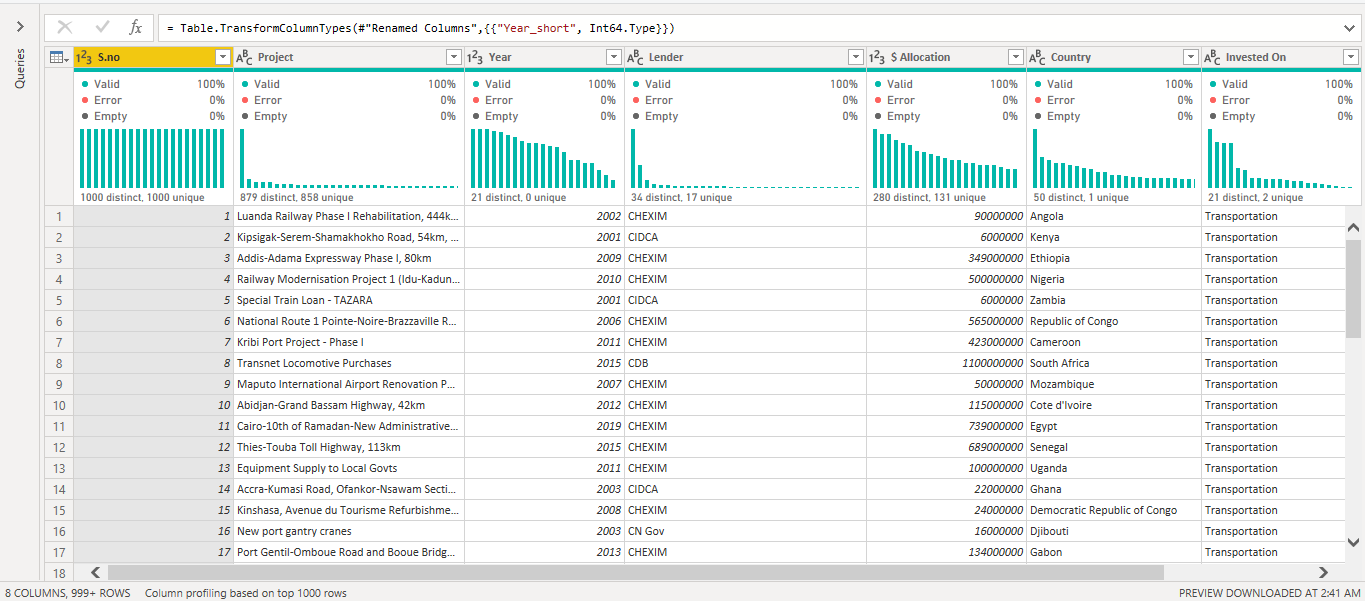 Queries
fx = Table.TransformColumnTypes(#"Renamed Columns",{{"Year_short", Int64.Type}})
1²3 S.no ABC Project 1²3 Year ABC Lender 1²3 $ Allocation ABC Country ABC Invested On
Valid 100% Valid 100% Valid 100% Valid 100% Valid 100% Valid 100% Valid 100%
Error 0% Error 0% Error 0% Error 0% Error 0% Error 0% Error 0%
Empty 0% Empty 0% Empty 0% Empty 0% Empty 0% Empty 0% Empty 0%
1000 distinct, 1000 unique 879 distinct, 858 unique 21 distinct, 0 unique 34 distinct, 17 unique 280 distinct, 131 unique 50 distinct, 1 unique 21 distinct, 2 unique
1 1 Luanda Railway Phase I Rehabilitation, 444k... 2002 CHEXIM 90000000 Angola Transportation
2 2 Kipsigak-Serem-Shamakhokho Road, 54km, ... 2001 CIDCA 6000000 Kenya Transportation
3 3 Addis-Adama Expressway Phase I, 80km 2009 CHEXIM 349000000 Ethiopia Transportation
4 4 Railway Modernisation Project 1 (Idu-Kadun... 2010 CHEXIM 500000000 Nigeria Transportation
5 5 Special Train Loan - TAZARA 2001 CIDCA 6000000 Zambia Transportation
6 6 National Route 1 Pointe-Noire-Brazzaville R... 2006 CHEXIM 565000000 Republic of Congo Transportation
7 7 Kribi Port Project - Phase I 2011 CHEXIM 423000000 Cameroon Transportation
8 8 Transnet Locomotive Purchases 2015 CDB 1100000000 South Africa Transportation
9 9 Maputo International Airport Renovation P... 2007 CHEXIM 50000000 Mozambique Transportation
10 10 Abidjan-Grand Bassam Highway, 42km 2012 CHEXIM 115000000 Cote d'Ivoire Transportation
11 11 Cairo-10th of Ramadan-New Administrative... 2019 CHEXIM 739000000 Egypt Transportation
12 12 Thies-Touba Toll Highway, 113km 2015 CHEXIM 689000000 Senegal Transportation
13 13 Equipment Supply to Local Govts 2011 CHEXIM 100000000 Uganda Transportation
14 14 Accra-Kumasi Road, Ofankor-Nsawam Secti... 2003 CIDCA 22000000 Ghana Transportation
15 15 Kinshasa, Avenue du Tourisme Refurbishme... 2008 CHEXIM 24000000 Democratic Republic of Congo Transportation
16 16 New port gantry cranes 2003 CN Gov 16000000 Djibouti Transportation
17 17 Port Gentil-Omboue Road and Booue Bridg... 2013 CHEXIM 134000000 Gabon Transportation
18
8 COLUMNS, 999+ ROWS Column profiling based on top 1000 rows PREVIEW DOWNLOADED AT 2:41 AM